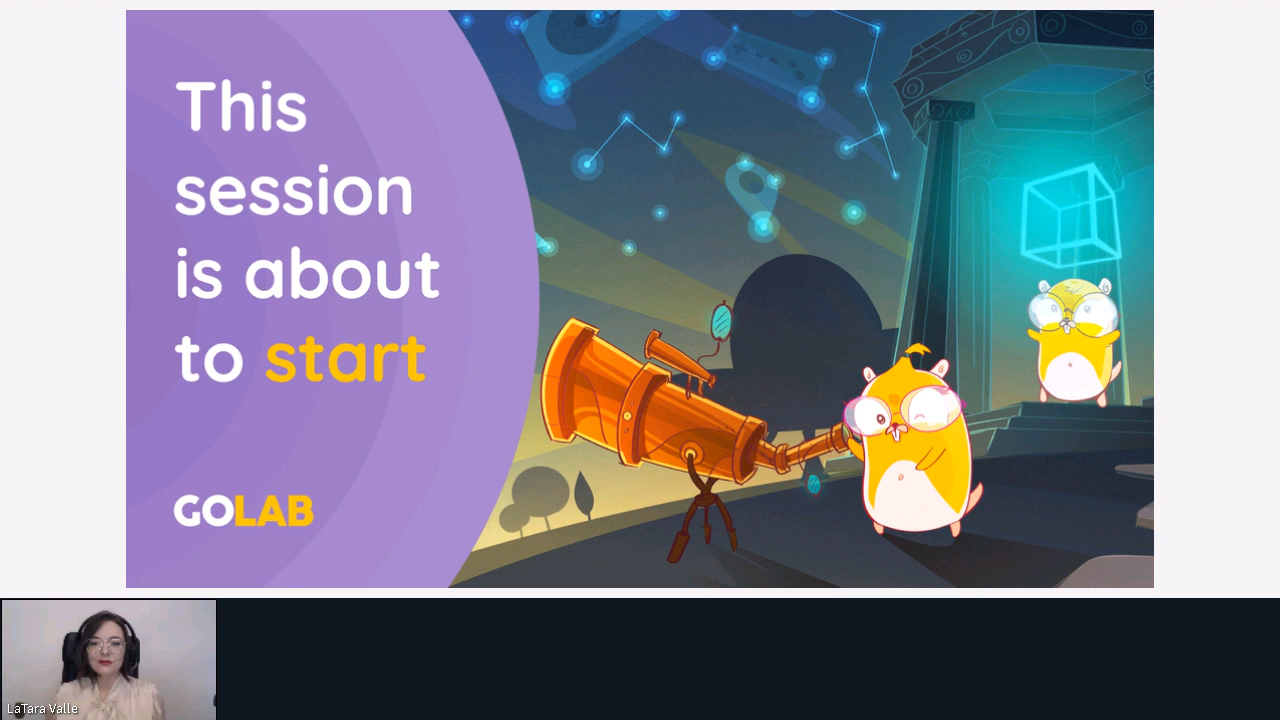 This
session
is about
to start
GOLAB
LaTara Valle